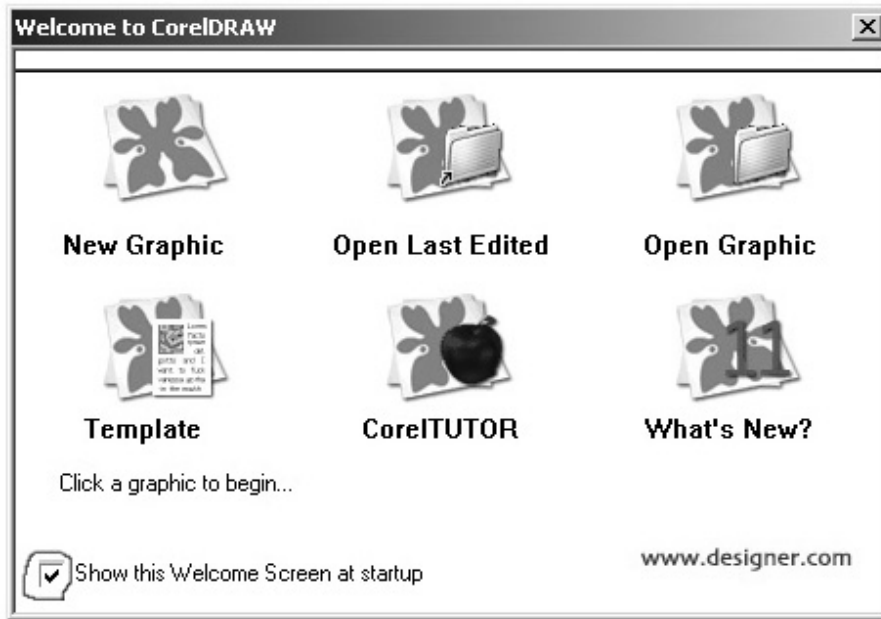 Welcome to CorelDRAW
New Graphic
Open Last Edited
Open Graphic
11
Template
CorelTUTOR
What's New?
Click a graphic to begin...
Show this Welcome Screen at startup
www.designer.com